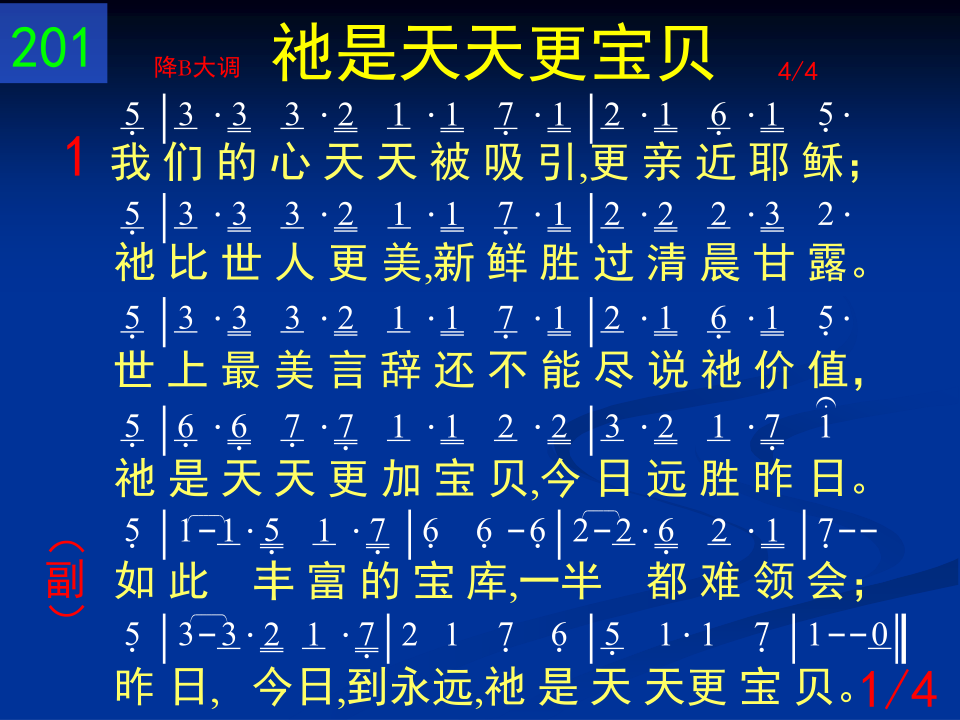 201
祂是天天更宝贝
降B大调
4/4
5|3·3 3·2 1·1 7·1|2·1 6·1 5·
1
我们的心天天被吸引,更亲近耶稣;
5|3·3 3·2 1·1 7·1|2·2 2·3 2·
祂比世人更美,新鲜胜过清晨甘露。
5|3·3 3·2 1·1 7·1|2·1 6·1 5·
世上最美言辞还不能尽说祂价值,
5|6·6 7·7 1·1 2·2|3·2 1·7 1
祂是天天更加宝贝,今日远胜昨日。
5|1-1·5 1·7|6 6-6|2-2·6 2·1|7--
(副)
如此 丰富的宝库,一半 都难领会;
5|3-3·2 1·7|2 1 7 6|5 1·1 7|1--0‖
昨日, 今日,到永远,祂是天天更宝贝。
1/4